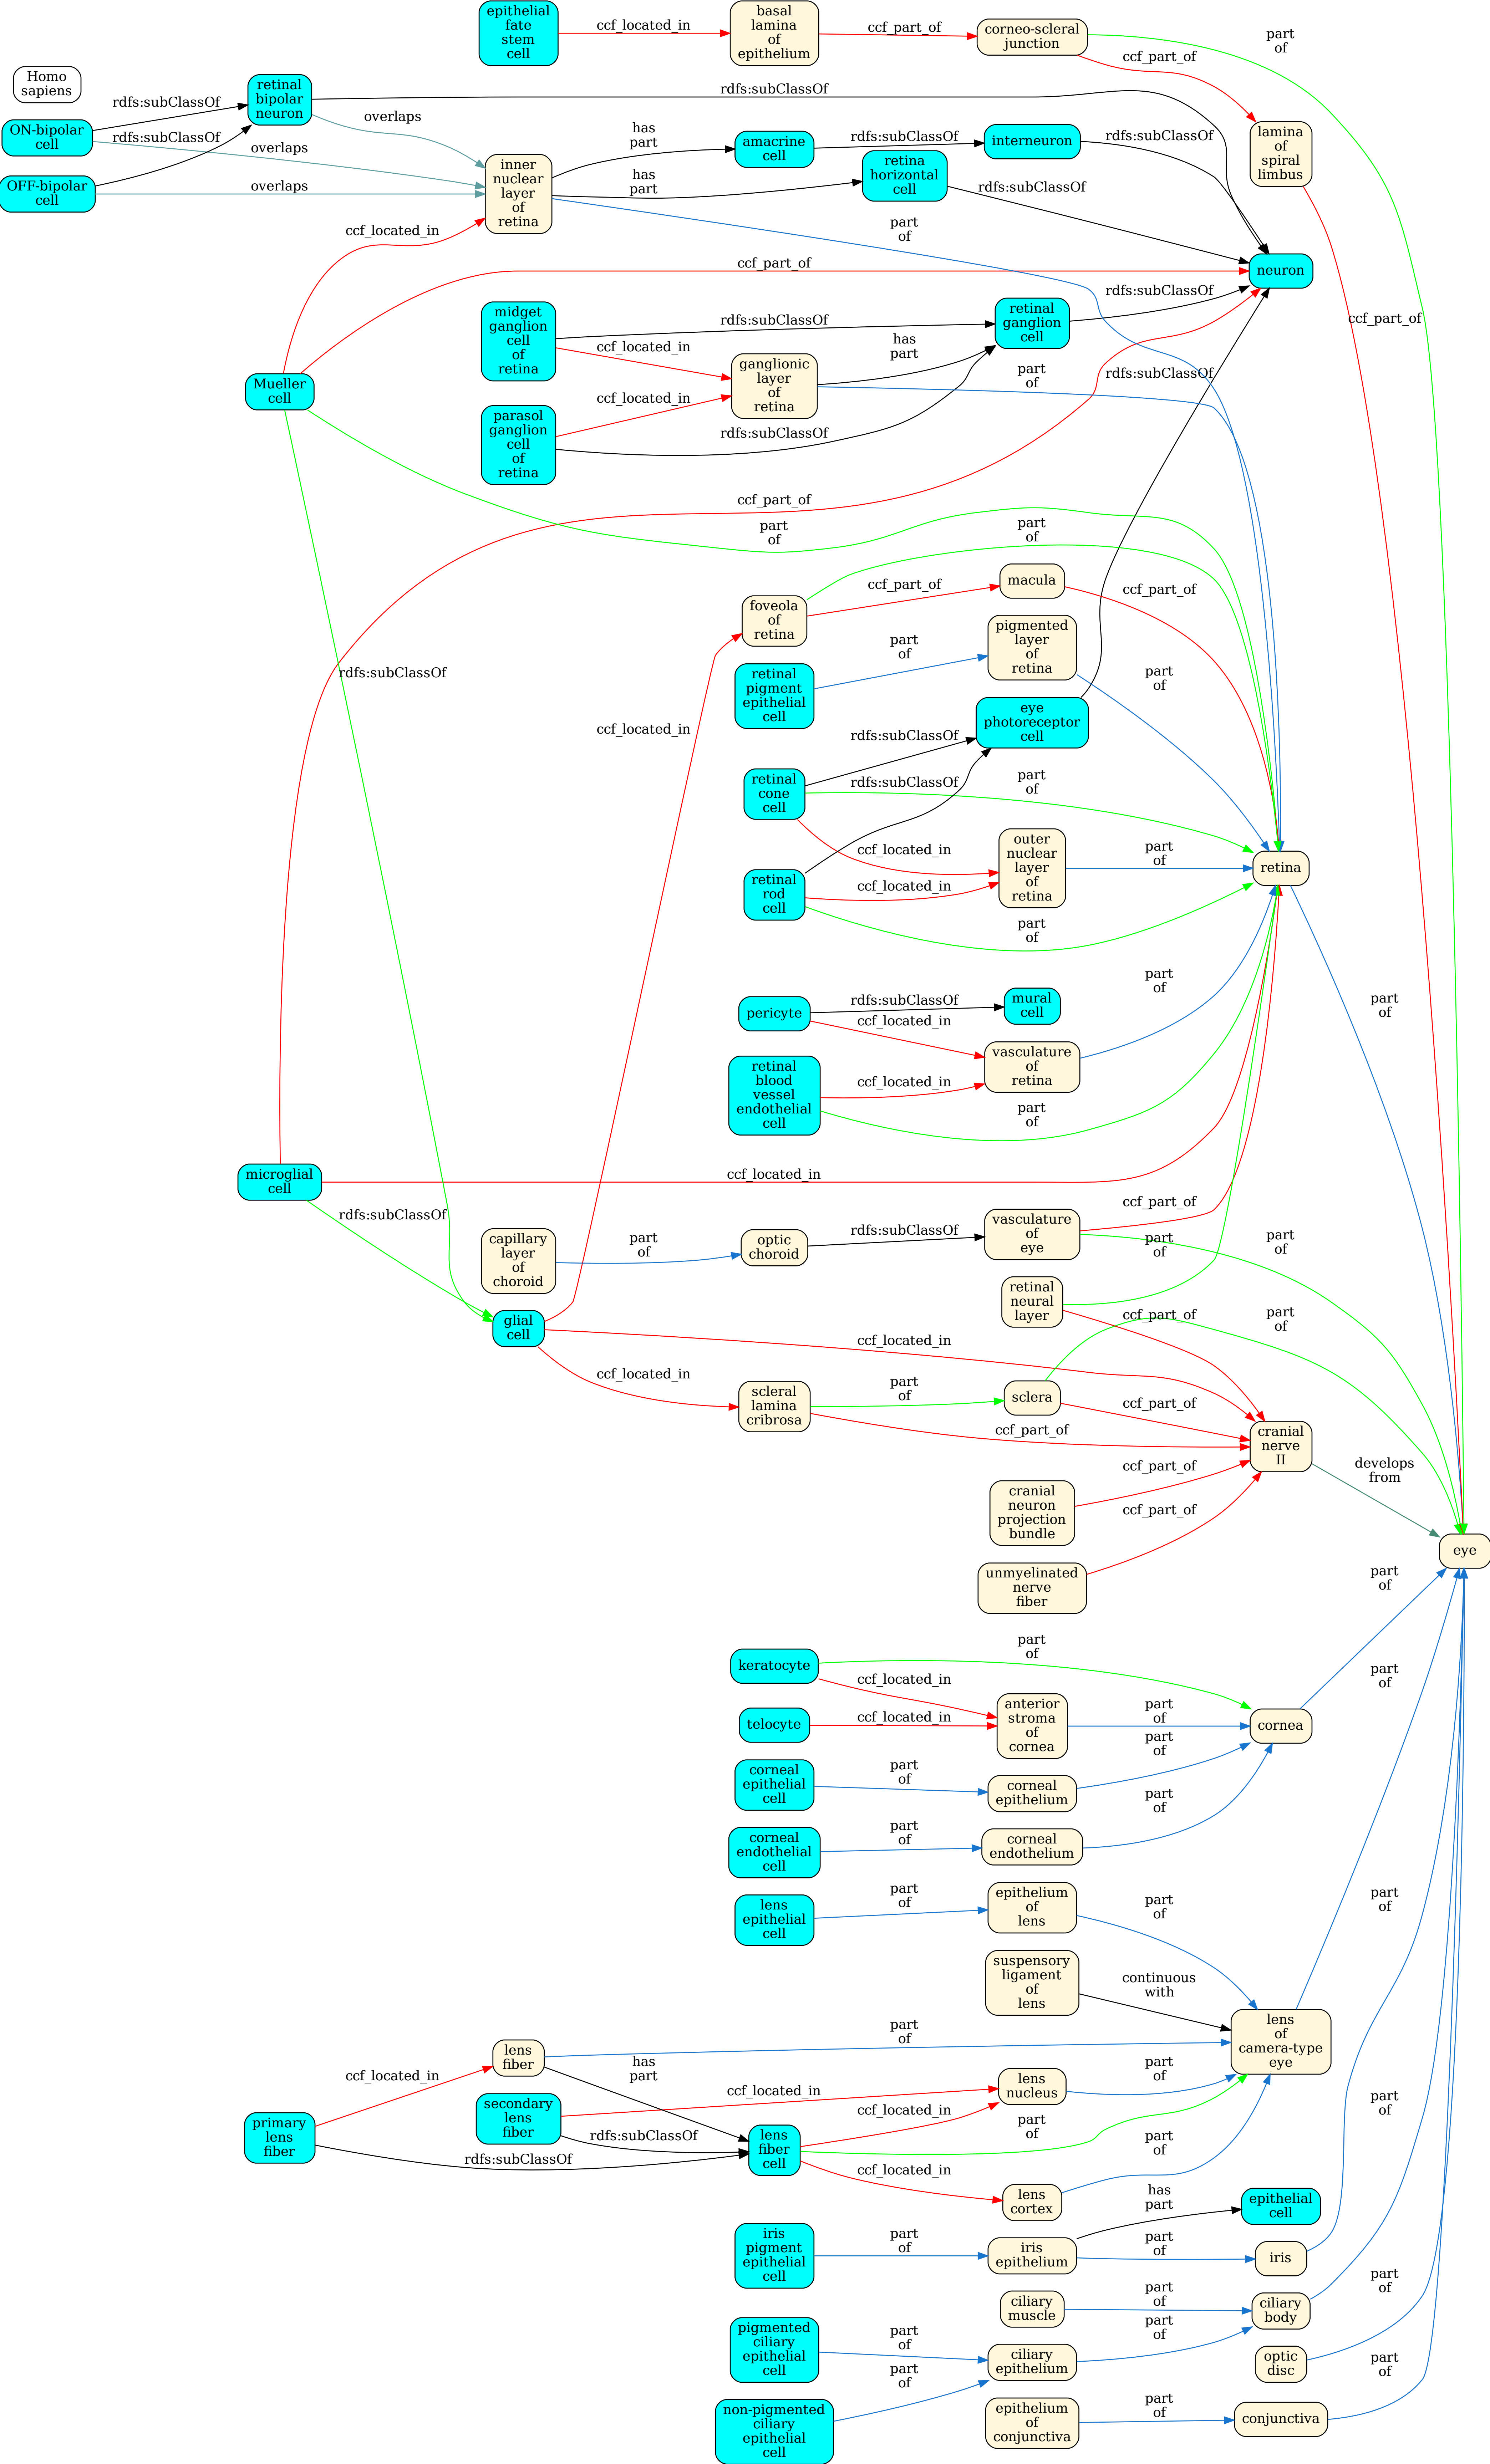 epithelial
fate
stem
cell
ccf_located_in
basal
lamina
of
epithelium
ccf_part_of
corneo-scleral
junction
part
of
ccf_part_of
Homo
sapiens
retinal
bipolar
neuron
rdfs:subClassOf
rdfs:subClassOf
ON-bipolar
cell
rdfs:subClassOf
overlaps
overlaps
OFF-bipolar
cell
overlaps
inner
nuclear
layer
of
retina
has
part
amacrine
cell
rdfs:subClassOf
interneuron
rdfs:subClassOf
has
part
retina
horizontal
cell
rdfs:subClassOf
lamina
of
spiral
limbus
ccf_located_in
part
of
ccf_part_of
neuron
midget
ganglion
cell
of
retina
rdfs:subClassOf
ccf_located_in
retinal
ganglion
cell
rdfs:subClassOf
ccf_part_of
has
part
ganglionic
layer
of
retina
part
of
rdfs:subClassOf
Mueller
cell
parasol
ganglion
cell
of
retina
ccf_located_in
rdfs:subClassOf
ccf_part_of
part
of
part
of
foveola
of
retina
ccf_part_of
macula
ccf_part_of
rdfs:subClassOf
ccf_located_in
retinal
pigment
epithelial
cell
part
of
pigmented
layer
of
retina
part
of
eye
photoreceptor
cell
rdfs:subClassOf
retinal
cone
cell
rdfs:subClassOf
part
of
ccf_located_in
outer
nuclear
layer
of
retina
part
of
retina
retinal
rod
cell
ccf_located_in
part
of
pericyte
rdfs:subClassOf
mural
cell
ccf_located_in
part
of
part
of
retinal
blood
vessel
endothelial
cell
ccf_located_in
vasculature
of
retina
part
of
microglial
cell
ccf_located_in
rdfs:subClassOf
capillary
layer
of
choroid
part
of
optic
choroid
rdfs:subClassOf
vasculature
of
eye
ccf_part_of
part
of
part
of
retinal
neural
layer
ccf_part_of
part
of
glial
cell
ccf_located_in
ccf_located_in
scleral
lamina
cribrosa
part
of
sclera
ccf_part_of
ccf_part_of
cranial
nerve
II
develops
from
cranial
neuron
projection
bundle
ccf_part_of
unmyelinated
nerve
fiber
ccf_part_of
eye
keratocyte
part
of
ccf_located_in
telocyte
ccf_located_in
anterior
stroma
of
cornea
part
of
cornea
part
of
corneal
epithelial
cell
part
of
corneal
epithelium
part
of
corneal
endothelial
cell
part
of
corneal
endothelium
part
of
part
of
lens
epithelial
cell
part
of
epithelium
of
lens
part
of
part
of
suspensory
ligament
of
lens
continuous
with
lens
of
camera-type
eye
lens
fiber
part
of
has
part
ccf_located_in
primary
lens
fiber
secondary
lens
fiber
ccf_located_in
lens
nucleus
part
of
rdfs:subClassOf
rdfs:subClassOf
lens
fiber
cell
ccf_located_in
part
of
ccf_located_in
lens
cortex
part
of
part
of
iris
pigment
epithelial
cell
part
of
iris
epithelium
has
part
epithelial
cell
part
of
iris
ciliary
muscle
part
of
ciliary
body
part
of
pigmented
ciliary
epithelial
cell
part
of
ciliary
epithelium
part
of
optic
disc
part
of
non-pigmented
ciliary
epithelial
cell
part
of
epithelium
of
conjunctiva
part
of
conjunctiva